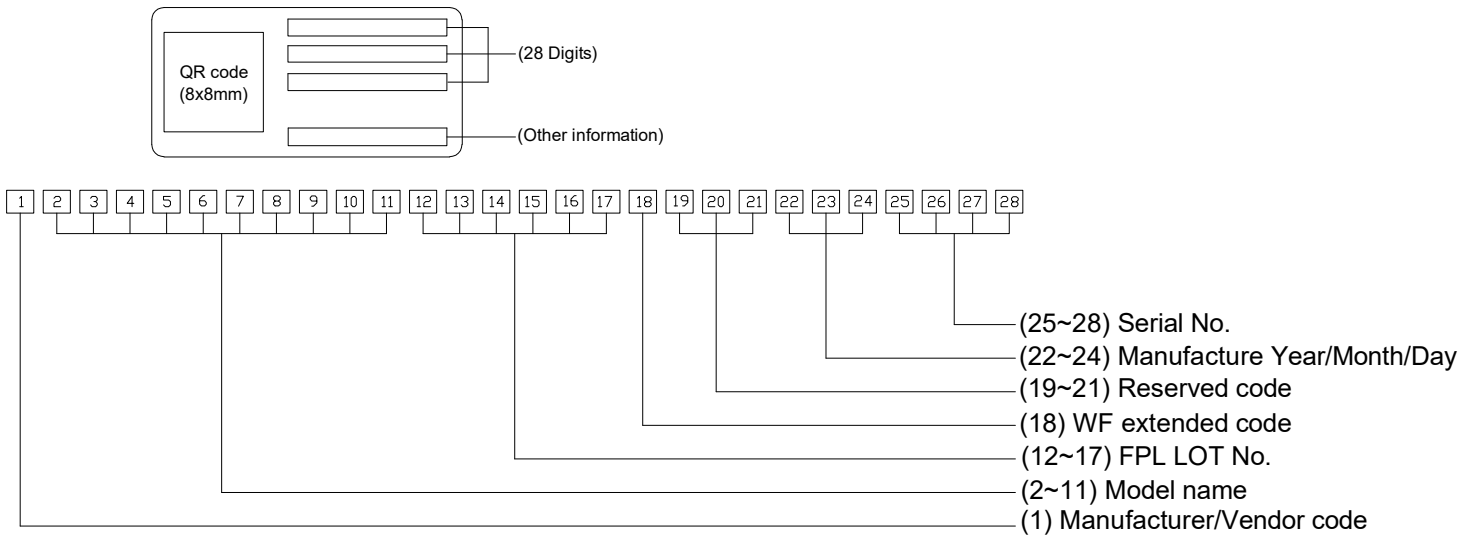 QR code
(8x8mm)
(28 Digits)
(Other information)
1 2 3 4 5 6 7 8 9 10 11 12 13 14 15 16 17 18 19 20 21 22 23 24 25 26 27 28
(25~28) Serial No.
(22~24) Manufacture Year/Month/Day
(19~21) Reserved code
(18) WF extended code
(12~17) FPL LOT No.
(2~11) Model name
(1) Manufacturer/Vendor code